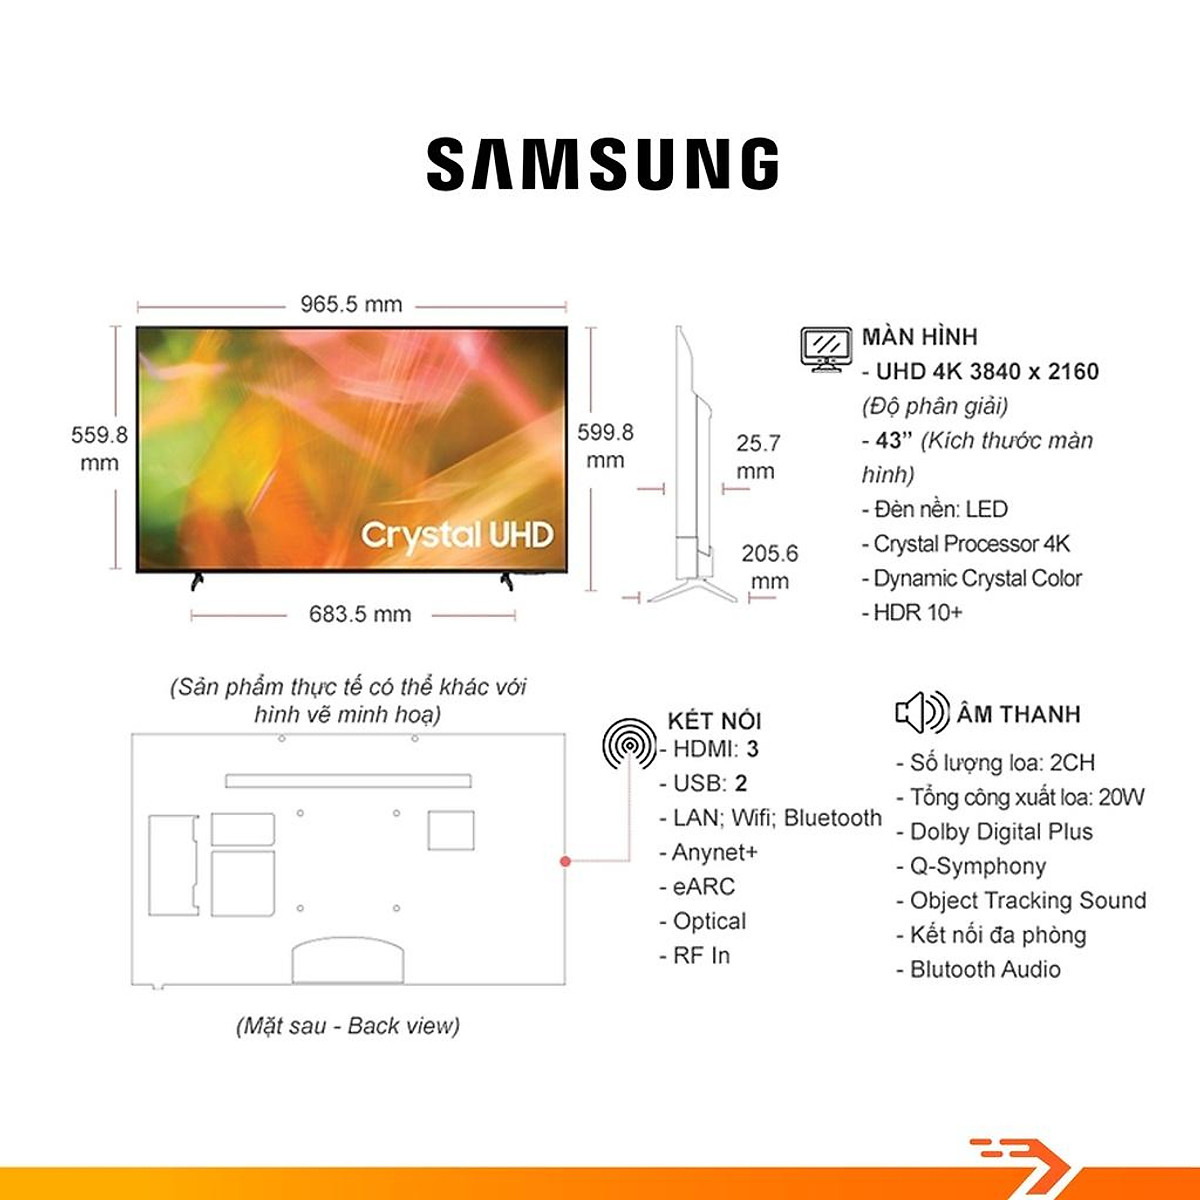 SAMSUNG
965.5 mm
559.8
mm
599.8
mm
Crystal UHD
683.5 mm
25.7
mm
205.6
mm
MÀN HÌNH
- UHD 4K 3840 x 2160
(Độ phân giải)
- 43” (Kích thước màn
hình)
- Đèn nền: LED
- Crystal Processor 4K
- Dynamic Crystal Color
- HDR 10+
(Sản phẩm thực tế có thể khác với
hình vẽ minh hoạ)
(Mặt sau - Back view)
KẾT NỐI
- HDMI: 3
- USB: 2
- LAN; Wifi; Bluetooth
- Anynet+
- eARC
- Optical
- RF In
ÂM THANH
- Số lượng loa: 2CH
- Tổng công xuất loa: 20W
- Dolby Digital Plus
- Q-Symphony
- Object Tracking Sound
- Kết nối đa phòng
- Blutooth Audio